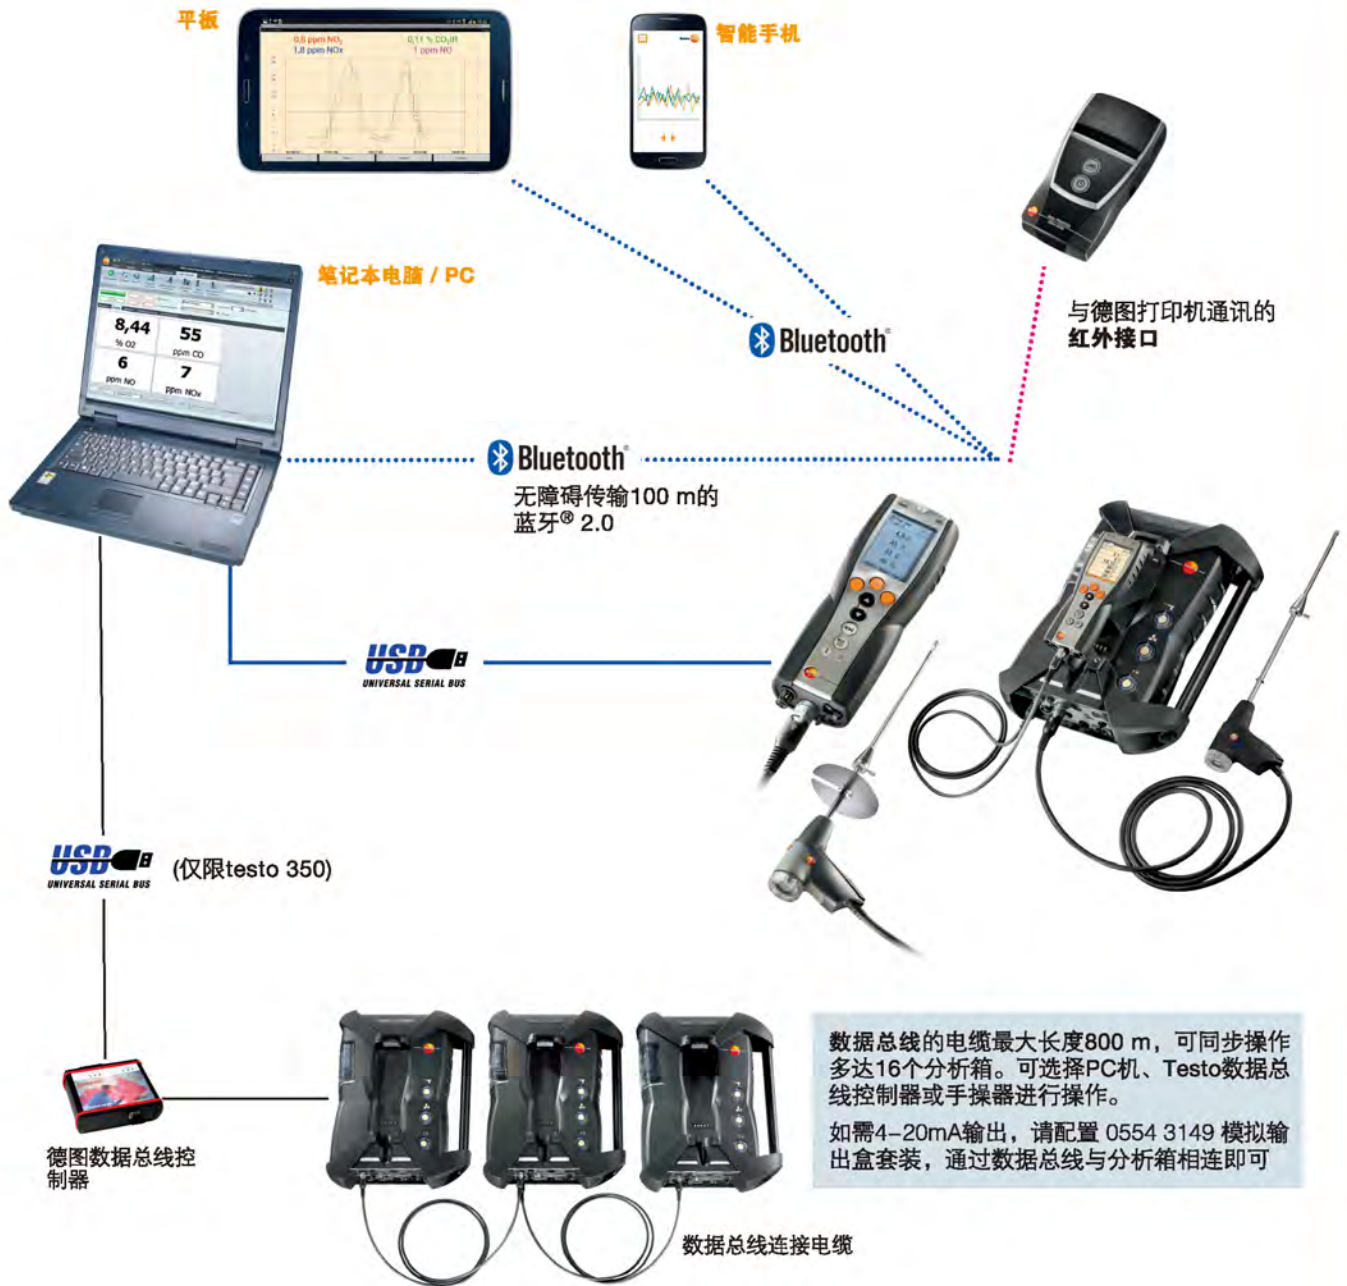 平板
智能手机
0,6 ppm NO₂
0,11 % CO₂IR
1,8 ppm NOx
1 ppm NO
笔记本电脑 / PC
8,44
% O2
55
ppm CO
6
ppm NO
7
ppm NOx
Bluetooth®
与德图打印机通讯的
红外接口
Bluetooth®
无障碍传输100 m的
蓝牙® 2.0
USB
UNIVERSAL SERIAL BUS
USB
UNIVERSAL SERIAL BUS
(仅限testo 350)
德图数据总线控
制器
数据总线的电缆最大长度800 m，可同步操作
多达16个分析箱。可选择PC机、Testo数据总
线控制器或手操器进行操作。
如需4–20mA输出，请配置 0554 3149 模拟输
出盒套装，通过数据总线与分析箱相连即可
数据总线连接电缆